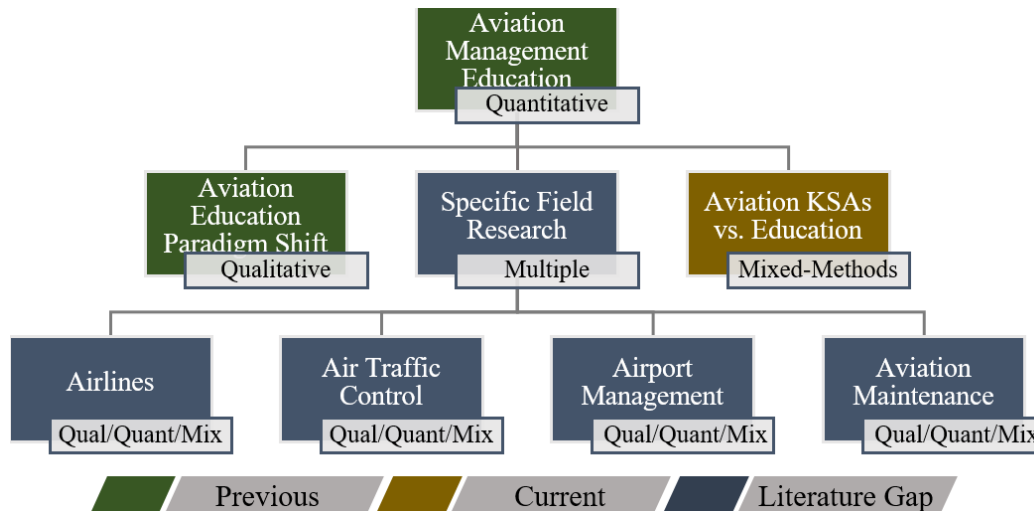 Aviation
Management
Education
Quantitative
Aviation
Education
Paradigm Shift
Qualitative
Specific Field
Research
Multiple
Aviation KSAs
vs. Education
Mixed-Methods
Airlines
Qual/Quant/Mix
Air Traffic
Control
Qual/Quant/Mix
Airport
Management
Qual/Quant/Mix
Aviation
Maintenance
Qual/Quant/Mix
Previous
Current
Literature Gap